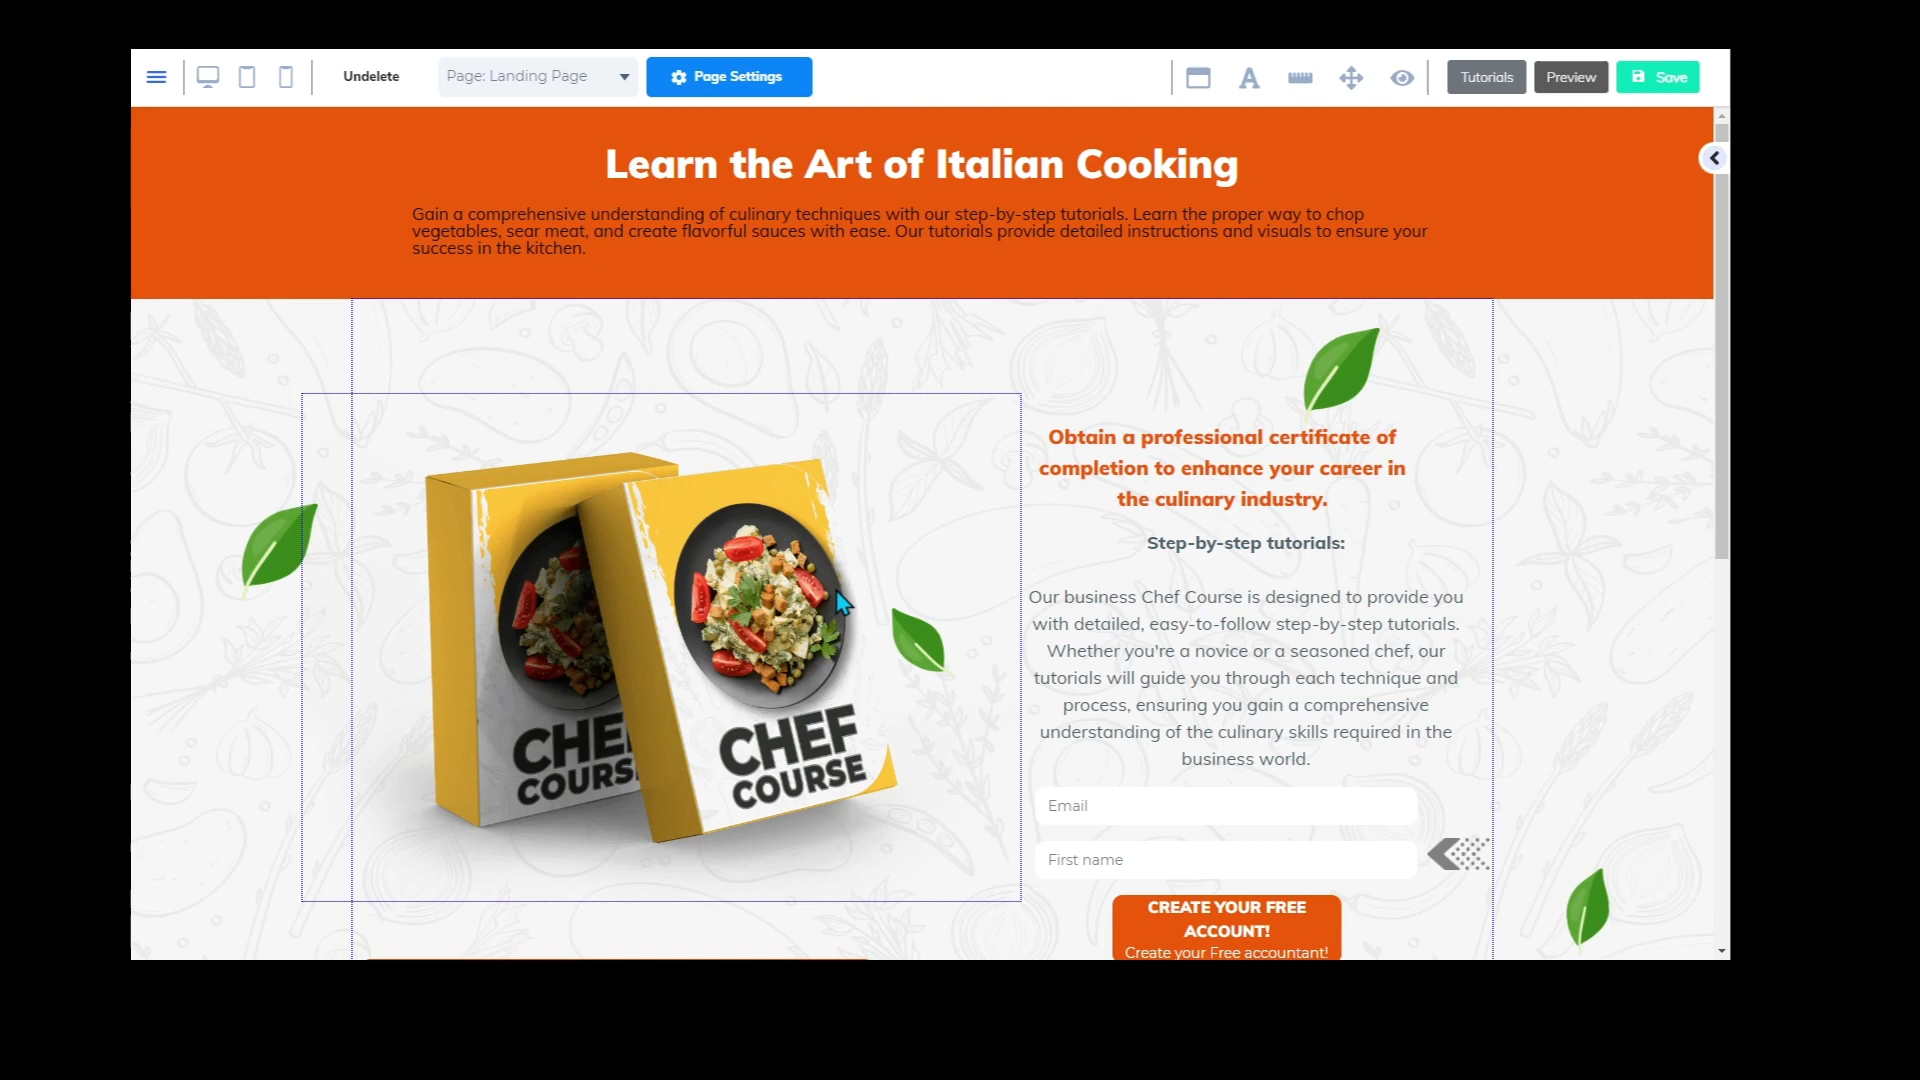 Undelete
Page: Landing Page
Page Settings
Tutorials
Preview
Save
Learn the Art of Italian Cooking
Gain a comprehensive understanding of culinary techniques with our step-by-step tutorials. Learn the proper way to chop
vegetables, sear meat, and create flavorful sauces with ease. Our tutorials provide detailed instructions and visuals to ensure your
success in the kitchen.
Obtain a professional certificate of
completion to enhance your career in
the culinary industry.
Step-by-step tutorials:
Our business Chef Course is designed to provide you
with detailed, easy-to-follow step-by-step tutorials.
Whether you're a novice or a seasoned chef, our
tutorials will guide you through each technique and
process, ensuring you gain a comprehensive
understanding of the culinary skills required in the
business world.
CHEF
COURSE
CHEF
COURSE
Email
First name
CREATE YOUR FREE
ACCOUNT!
Create your Free accountant!